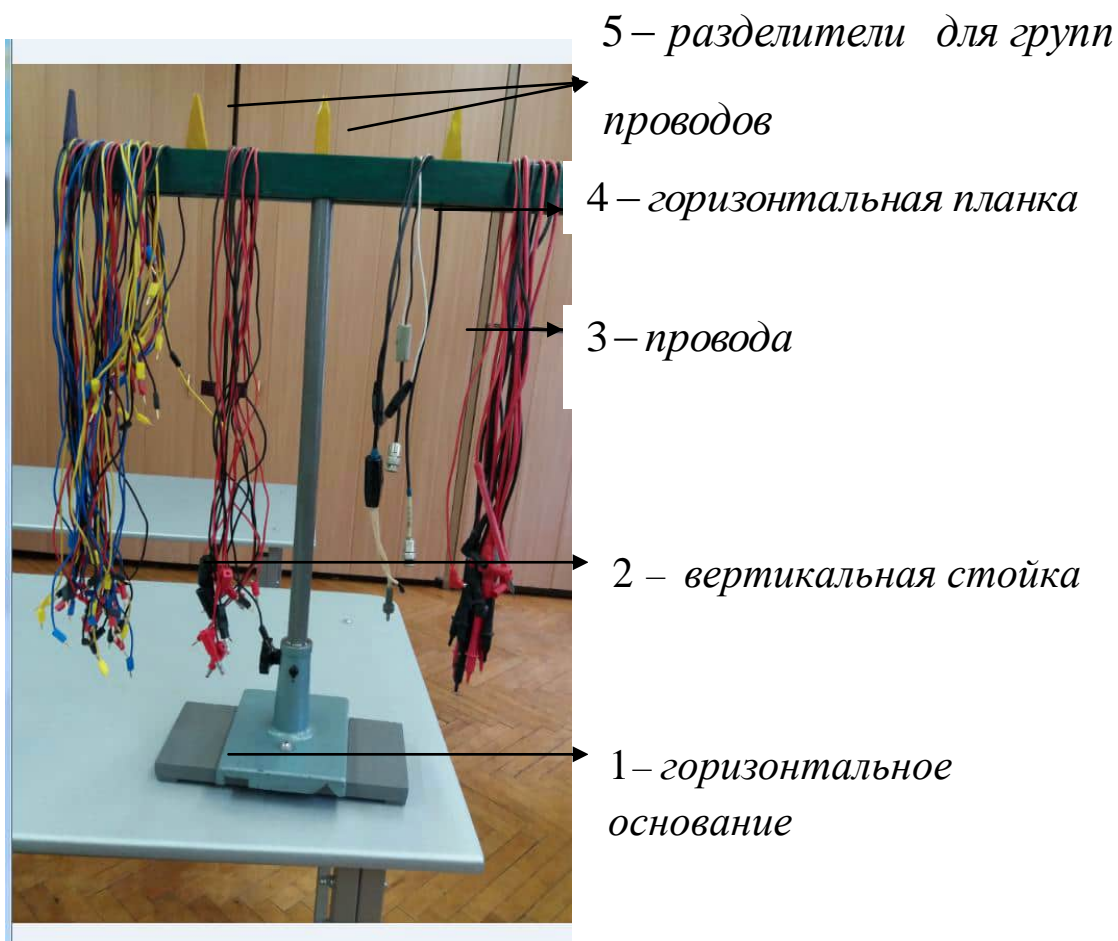 5 – разделители для групп
проводов
4 – горизонтальная планка
3 – провода
2 – вертикальная стойка
1 – горизонтальное
основание